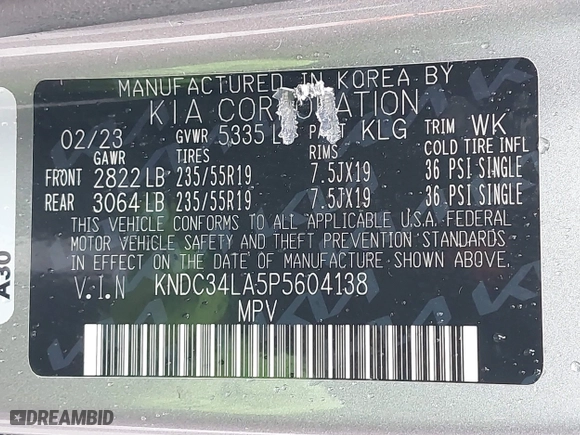 MANUFACTURED IN KOREA BY
KIA CORPORATION
02/23 GVWR 5335 LB PAINT KLG TRIM WK
GAWR TIRES RIMS COLD TIRE INFL
FRONT 2822 LB 235/55R19 7.5JX19 36 PSI SINGLE
REAR 3064 LB 235/55R19 7.5JX19 36 PSI SINGLE
THIS VEHICLE CONFORMS TO ALL APPLICABLE U.S.A. FEDERAL
MOTOR VEHICLE SAFETY AND THEFT PREVENTION STANDARDS
IN EFFECT ON THE DATE OF MANUFACTURE SHOWN ABOVE.
V.I.N KNDC34LA5P5604138
MPV
A30
DREAMBID